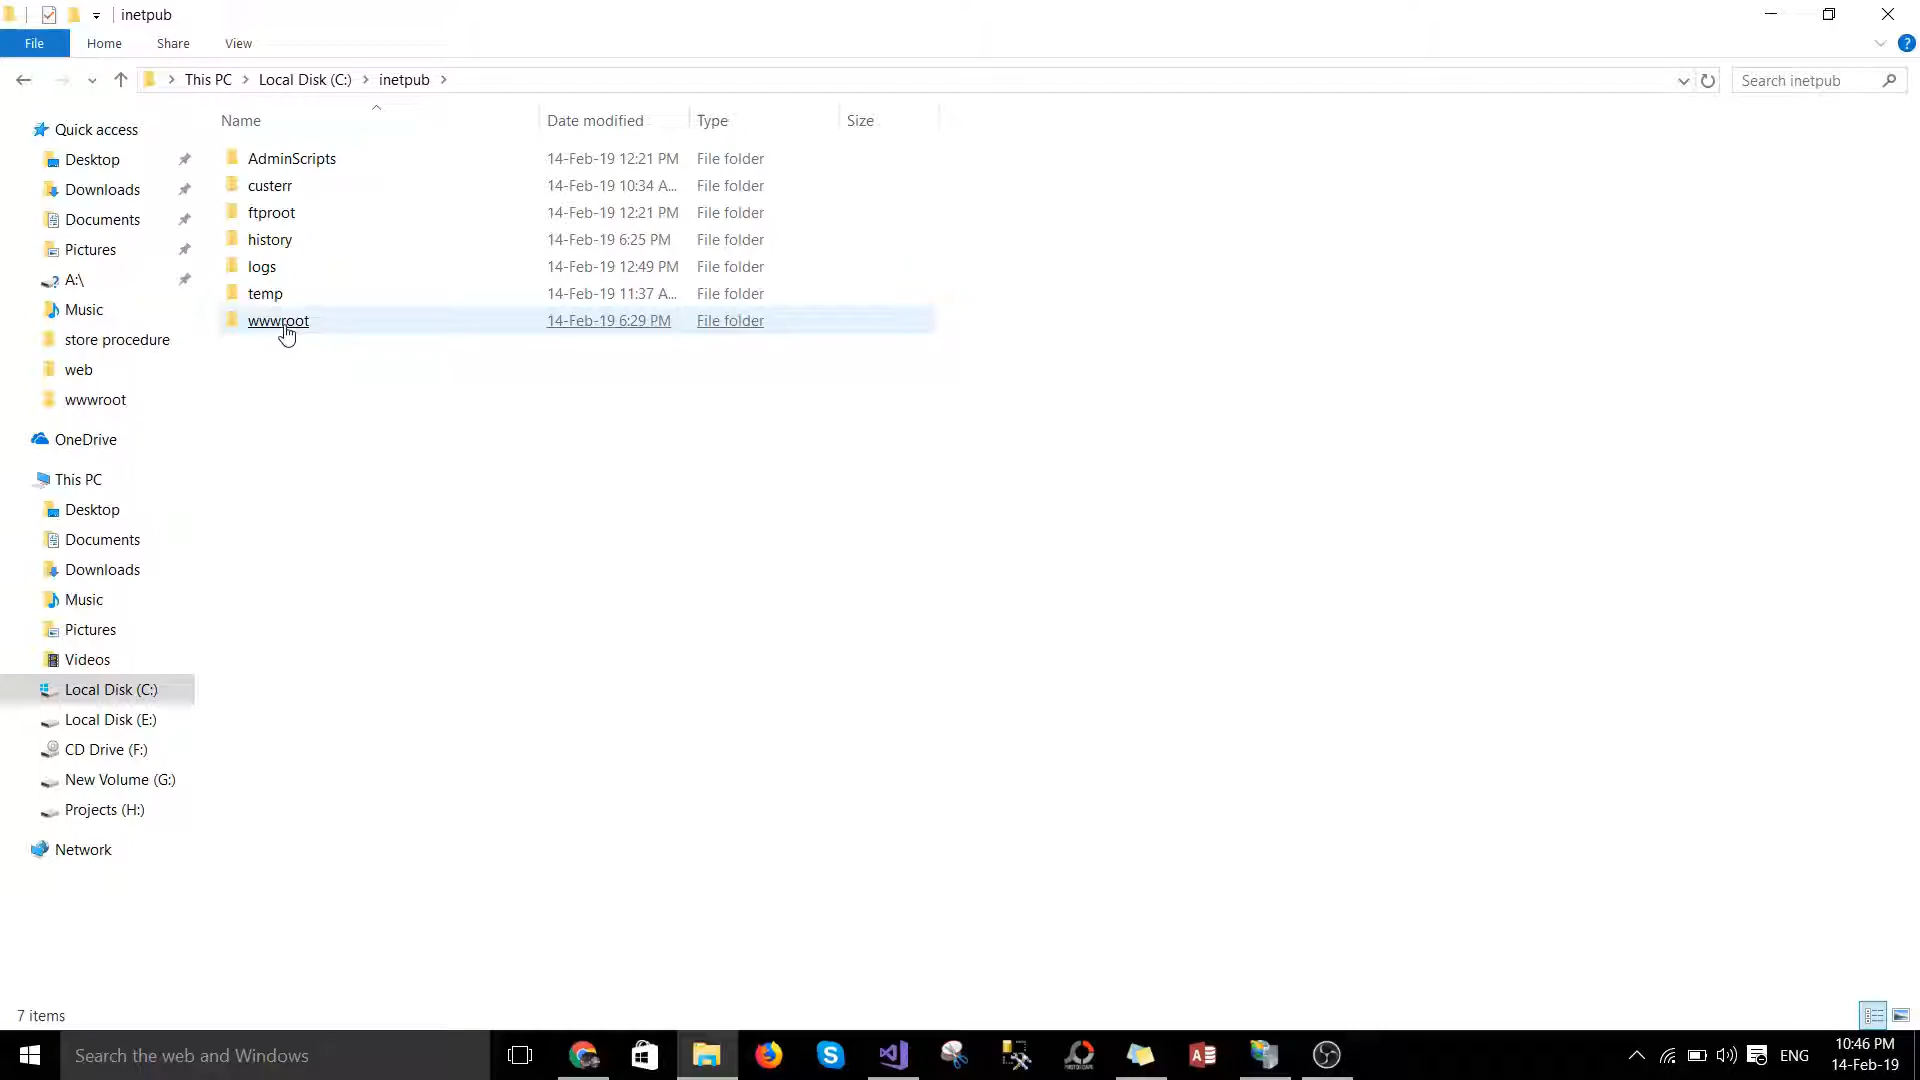 inetpub
File Home Share View
This PC Local Disk (C:) inetpub
Search inetpub
Name Date modified Type Size
AdminScripts 14-Feb-19 12:21 PM File folder
custerr 14-Feb-19 10:34 A... File folder
ftproot 14-Feb-19 12:21 PM File folder
history 14-Feb-19 6:25 PM File folder
logs 14-Feb-19 12:49 PM File folder
temp 14-Feb-19 11:37 A... File folder
wwwroot 14-Feb-19 6:29 PM File folder
Quick access
Desktop
Downloads
Documents
Pictures
A:\
Music
store procedure
web
wwwroot
OneDrive
This PC
Desktop
Documents
Downloads
Music
Pictures
Videos
Local Disk (C:)
Local Disk (E:)
CD Drive (F:)
New Volume (G:)
Projects (H:)
Network
7 items
Search the web and Windows
ENG
10:46 PM
14-Feb-19